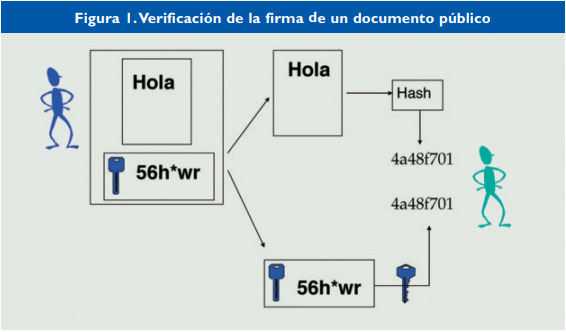 Figura 1. Verificación de la firma de un documento público
Hola
56h*wr
Hola
Hash
4a48f701
4a48f701
56h*wr